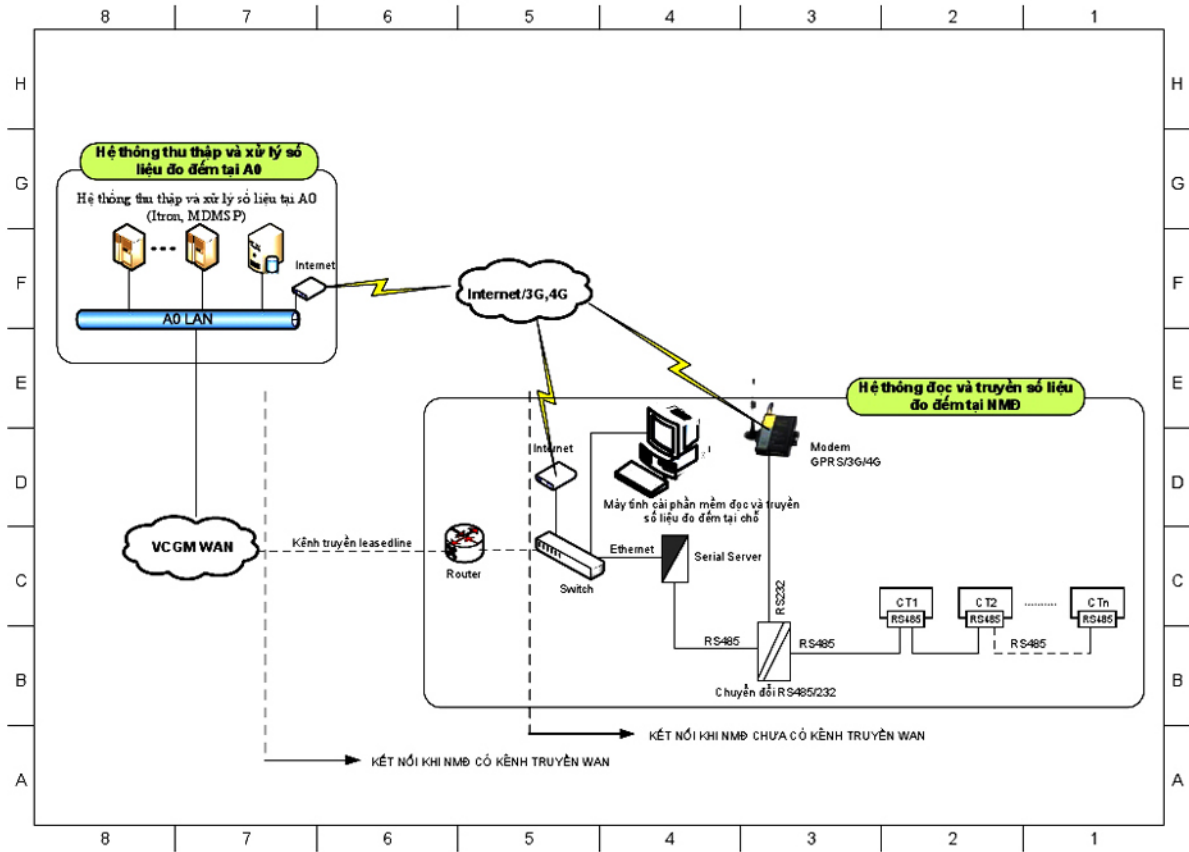 8 7 6 5 4 3 2 1
H H
Hệ thống thu thập và xử lý số
liệu đo đếm tại A0
G G
Hệ thống thu thập và xử lý số liệu tại A0
(Itron, MDMSP)
Internet
F F
Internet/3G,4G
A0 LAN
E E
Hệ thống đọc và truyền số liệu
đo đếm tại NMĐ
Internet
Modem
GPRS/3G/4G
D D
Máy tính cài phần mềm đọc và truyền
số liệu đo đếm tại chỗ
VCGM WAN
Kênh truyền leasedline
Router
Switch
Ethernet
Serial Server
C C
RS232
CT1 CT2 .......... CTn
RS485 RS485 RS485
RS485 RS485 RS485
B B
Chuyển đổi RS485/232
KẾT NỐI KHI NMĐ CHƯA CÓ KÊNH TRUYỀN WAN
KẾT NỐI KHI NMĐ CÓ KÊNH TRUYỀN WAN
A A
8 7 6 5 4 3 2 1